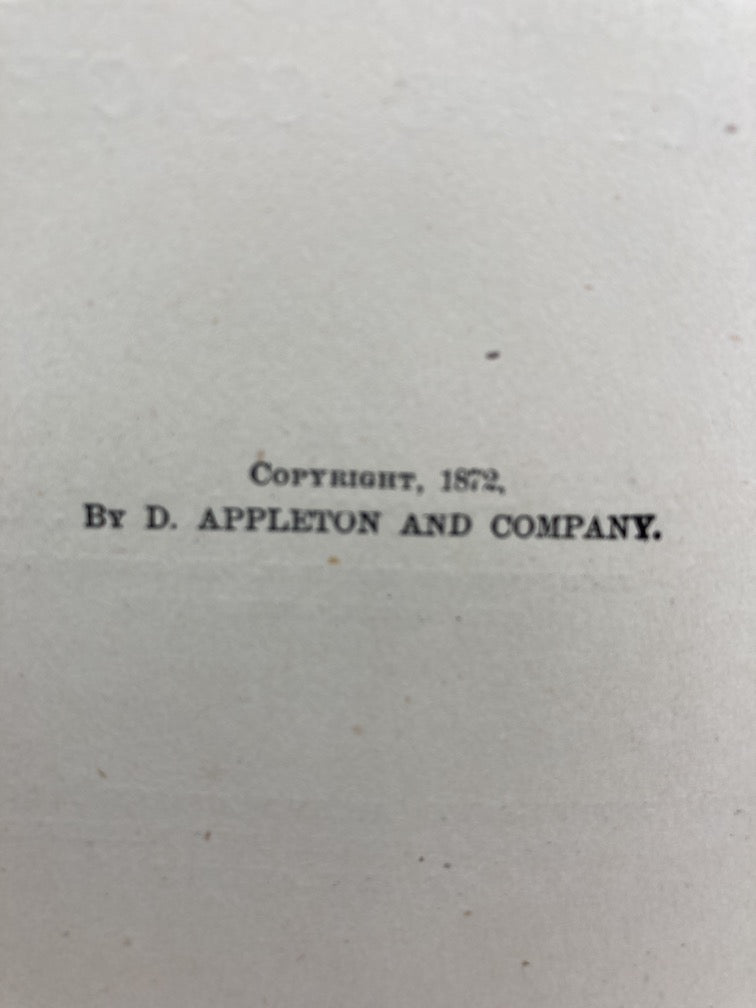 Copyright, 1872,
By D. APPLETON AND COMPANY.